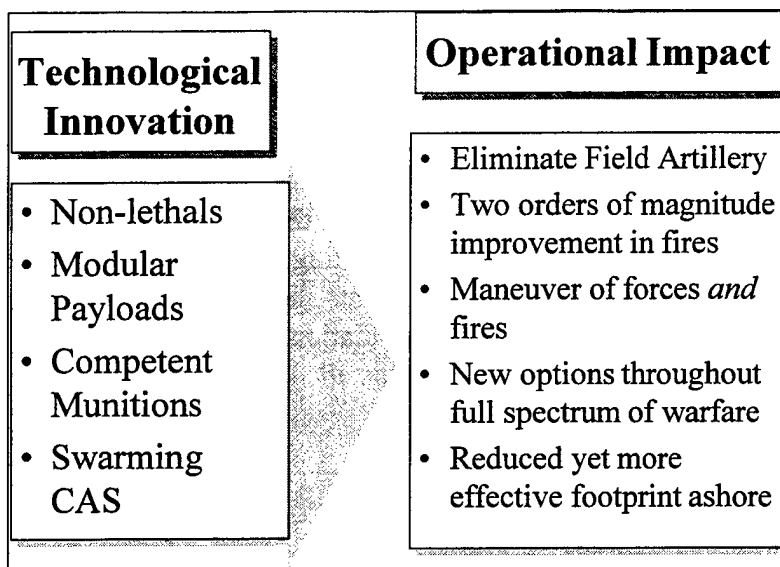 Technological
Innovation
• Non-lethals
• Modular
Payloads
• Competent
Munitions
• Swarming
CAS
Operational Impact
• Eliminate Field Artillery
• Two orders of magnitude
improvement in fires
• Maneuver of forces and
fires
• New options throughout
full spectrum of warfare
• Reduced yet more
effective footprint ashore